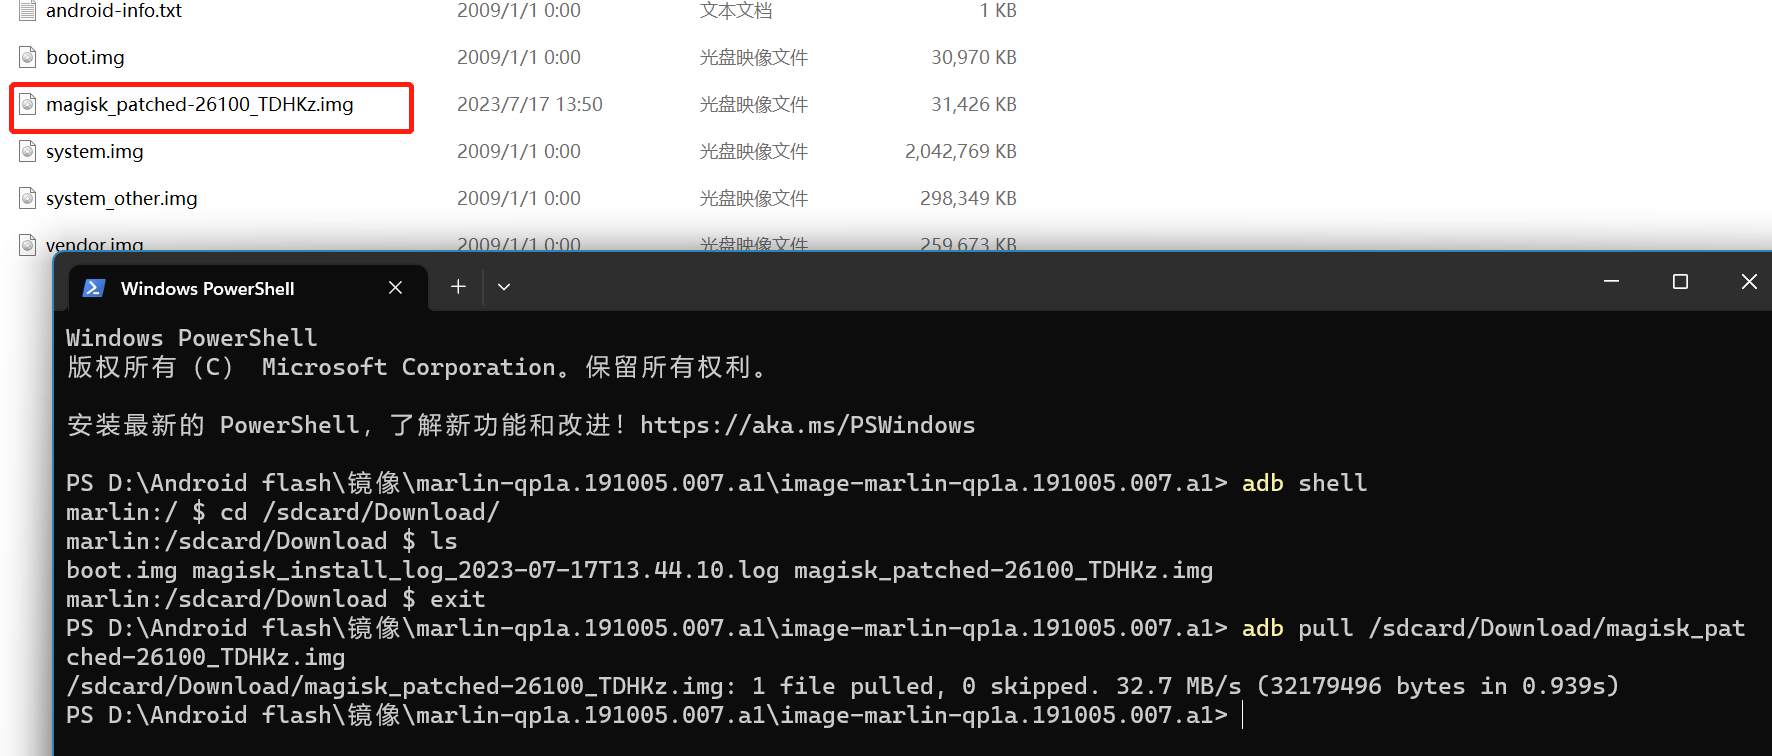 android-info.txt 2009/1/1 0:00 文本文档 1 KB
boot.img 2009/1/1 0:00 光盘映像文件 30,970 KB
magisk_patched-26100_TDHKz.img 2023/7/17 13:50 光盘映像文件 31,426 KB
system.img 2009/1/1 0:00 光盘映像文件 2,042,769 KB
system_other.img 2009/1/1 0:00 光盘映像文件 298,349 KB
vendor.img 2009/1/1 0:00 光盘映像文件 259,673 KB
Windows PowerShell
Windows PowerShell
版权所有（C） Microsoft Corporation。保留所有权利。
安装最新的 PowerShell，了解新功能和改进！https://aka.ms/PSWindows
PS D:\Android flash\镜像\marlin-qp1a.191005.007.a1\image-marlin-qp1a.191005.007.a1> adb shell
marlin:/ $ cd /sdcard/Download/
marlin:/sdcard/Download $ ls
boot.img magisk_install_log_2023-07-17T13.44.10.log magisk_patched-26100_TDHKz.img
marlin:/sdcard/Download $ exit
PS D:\Android flash\镜像\marlin-qp1a.191005.007.a1\image-marlin-qp1a.191005.007.a1> adb pull /sdcard/Download/magisk_pat
ched-26100_TDHKz.img
/sdcard/Download/magisk_patched-26100_TDHKz.img: 1 file pulled, 0 skipped. 32.7 MB/s (32179496 bytes in 0.939s)
PS D:\Android flash\镜像\marlin-qp1a.191005.007.a1\image-marlin-qp1a.191005.007.a1>